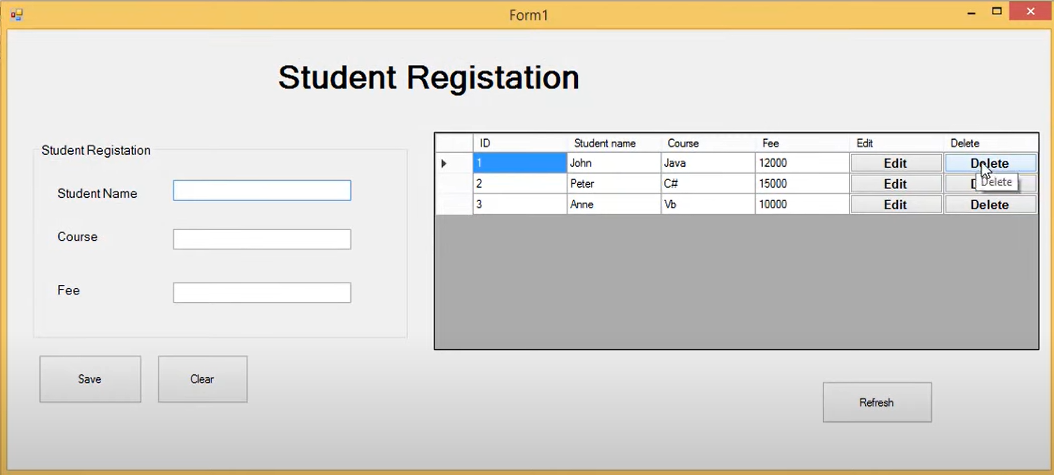 Form1
Student Registation
Student Registation
Student Name
Course
Fee
Save
Clear
ID Student name Course Fee Edit Delete
1 John Java 12000 Edit Delete
2 Peter C# 15000 Edit
Delete
3 Anne Vb 10000 Edit Delete
Refresh